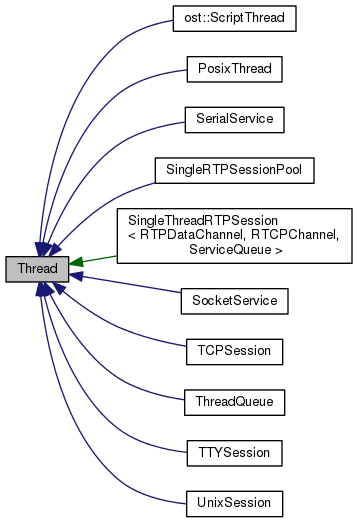 ost::ScriptThread
PosixThread
SerialService
SingleRTPSessionPool
SingleThreadRTPSession
< RTPDataChannel, RTCPChannel,
ServiceQueue >
Thread
SocketService
TCPSession
ThreadQueue
TTYSession
UnixSession